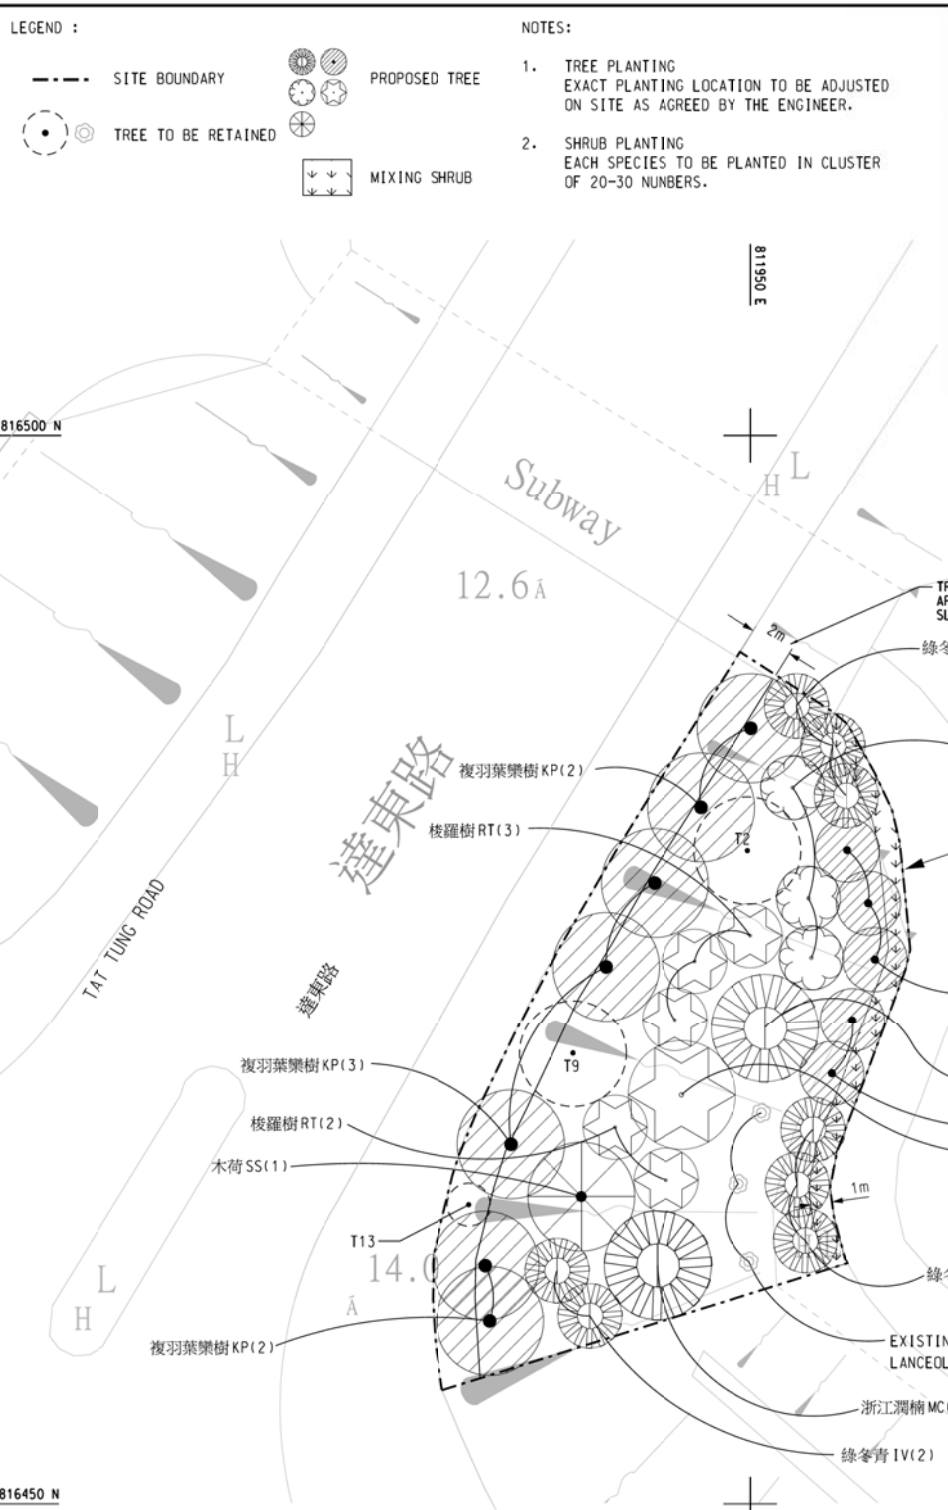 LEGEND :
SITE BOUNDARY
TREE TO BE RETAINED
PROPOSED TREE
MIXING SHRUB
NOTES:
1. TREE PLANTING
EXACT PLANTING LOCATION TO BE ADJUSTED
ON SITE AS AGREED BY THE ENGINEER.
2. SHRUB PLANTING
EACH SPECIES TO BE PLANTED IN CLUSTER
OF 20-30 NUNBERS.
811950 E
816500 N
L
H
Subway
12.6
2m
綠冬
L
H
達東路
複羽葉欒樹KP(2)
梭羅樹RT(3)
T2
TAT TUNG ROAD
達東路
T9
複羽葉欒樹KP(3)
梭羅樹RT(2)
木荷SS(1)
1m
T13
14.0
L
H
綠冬
複羽葉欒樹KP(2)
EXISTIN
LANCEOL
浙江潤楠MC(
綠冬青IV(2)
816450 N